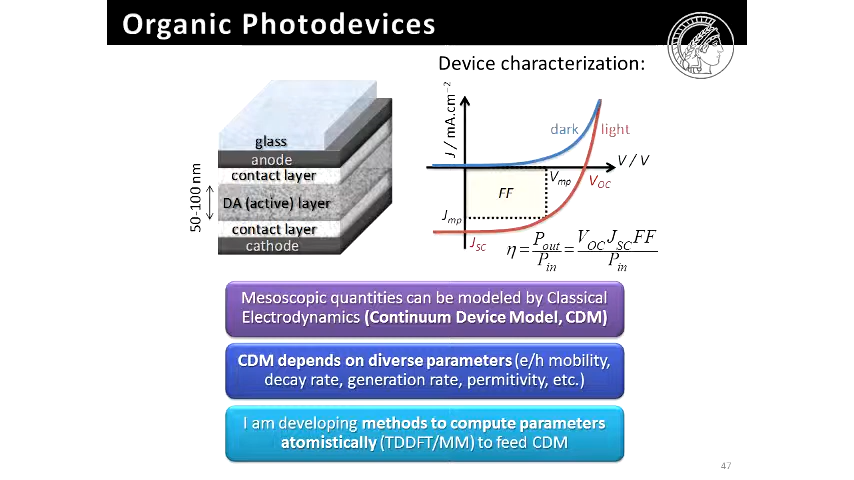 Organic Photodevices
Device characterization:
glass
anode
contact layer
DA (active) layer
contact layer
cathode
50-100 nm
J / mA.cm⁻²
dark
light
V / V
V_mp
V_OC
FF
J_mp
J_SC
η = P_out / P_in = V_OC J_SC FF / P_in
Mesoscopic quantities can be modeled by Classical
Electrodynamics (Continuum Device Model, CDM)
CDM depends on diverse parameters (e/h mobility,
decay rate, generation rate, permitivity, etc.)
I am developing methods to compute parameters
atomistically (TDDFT/MM) to feed CDM
47